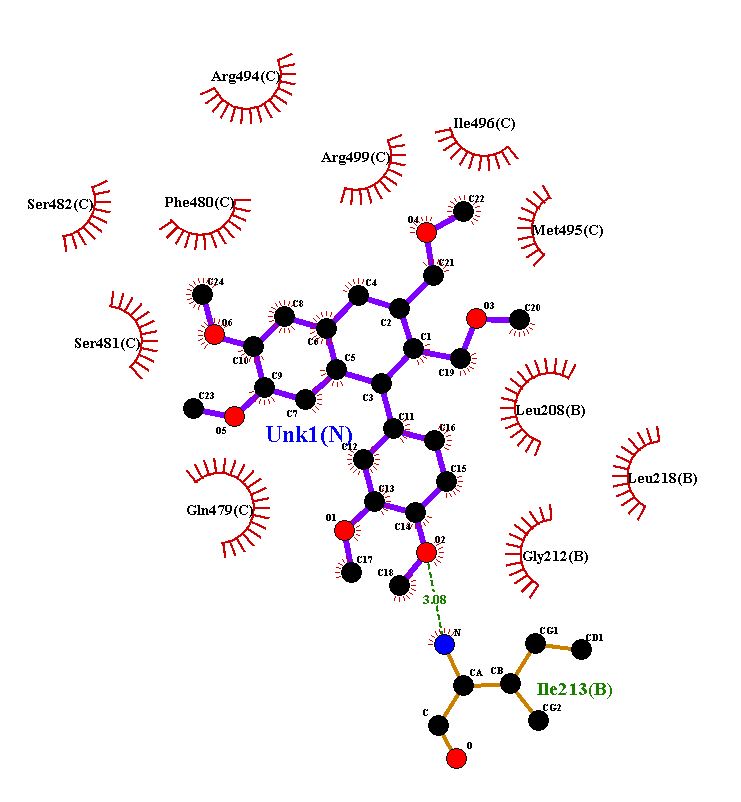 Arg494(C)
Ile496(C)
Arg499(C)
Ser482(C)
Phe480(C)
C22
O4
Met495(C)
C21
C24
C4
C8
O3
C20
C2
O6
Ser481(C)
C6
C1
C10
C19
C5
C9
C3
C23
C7
Leu208(B)
O5
C11
Unk1(N)
C16
C12
C15
Leu218(B)
C13
Gln479(C)
O1
C14
O2
Gly212(B)
C17
C18
3.08
N
CG1
CD1
CA
CB
Ile213(B)
CG2
C
O